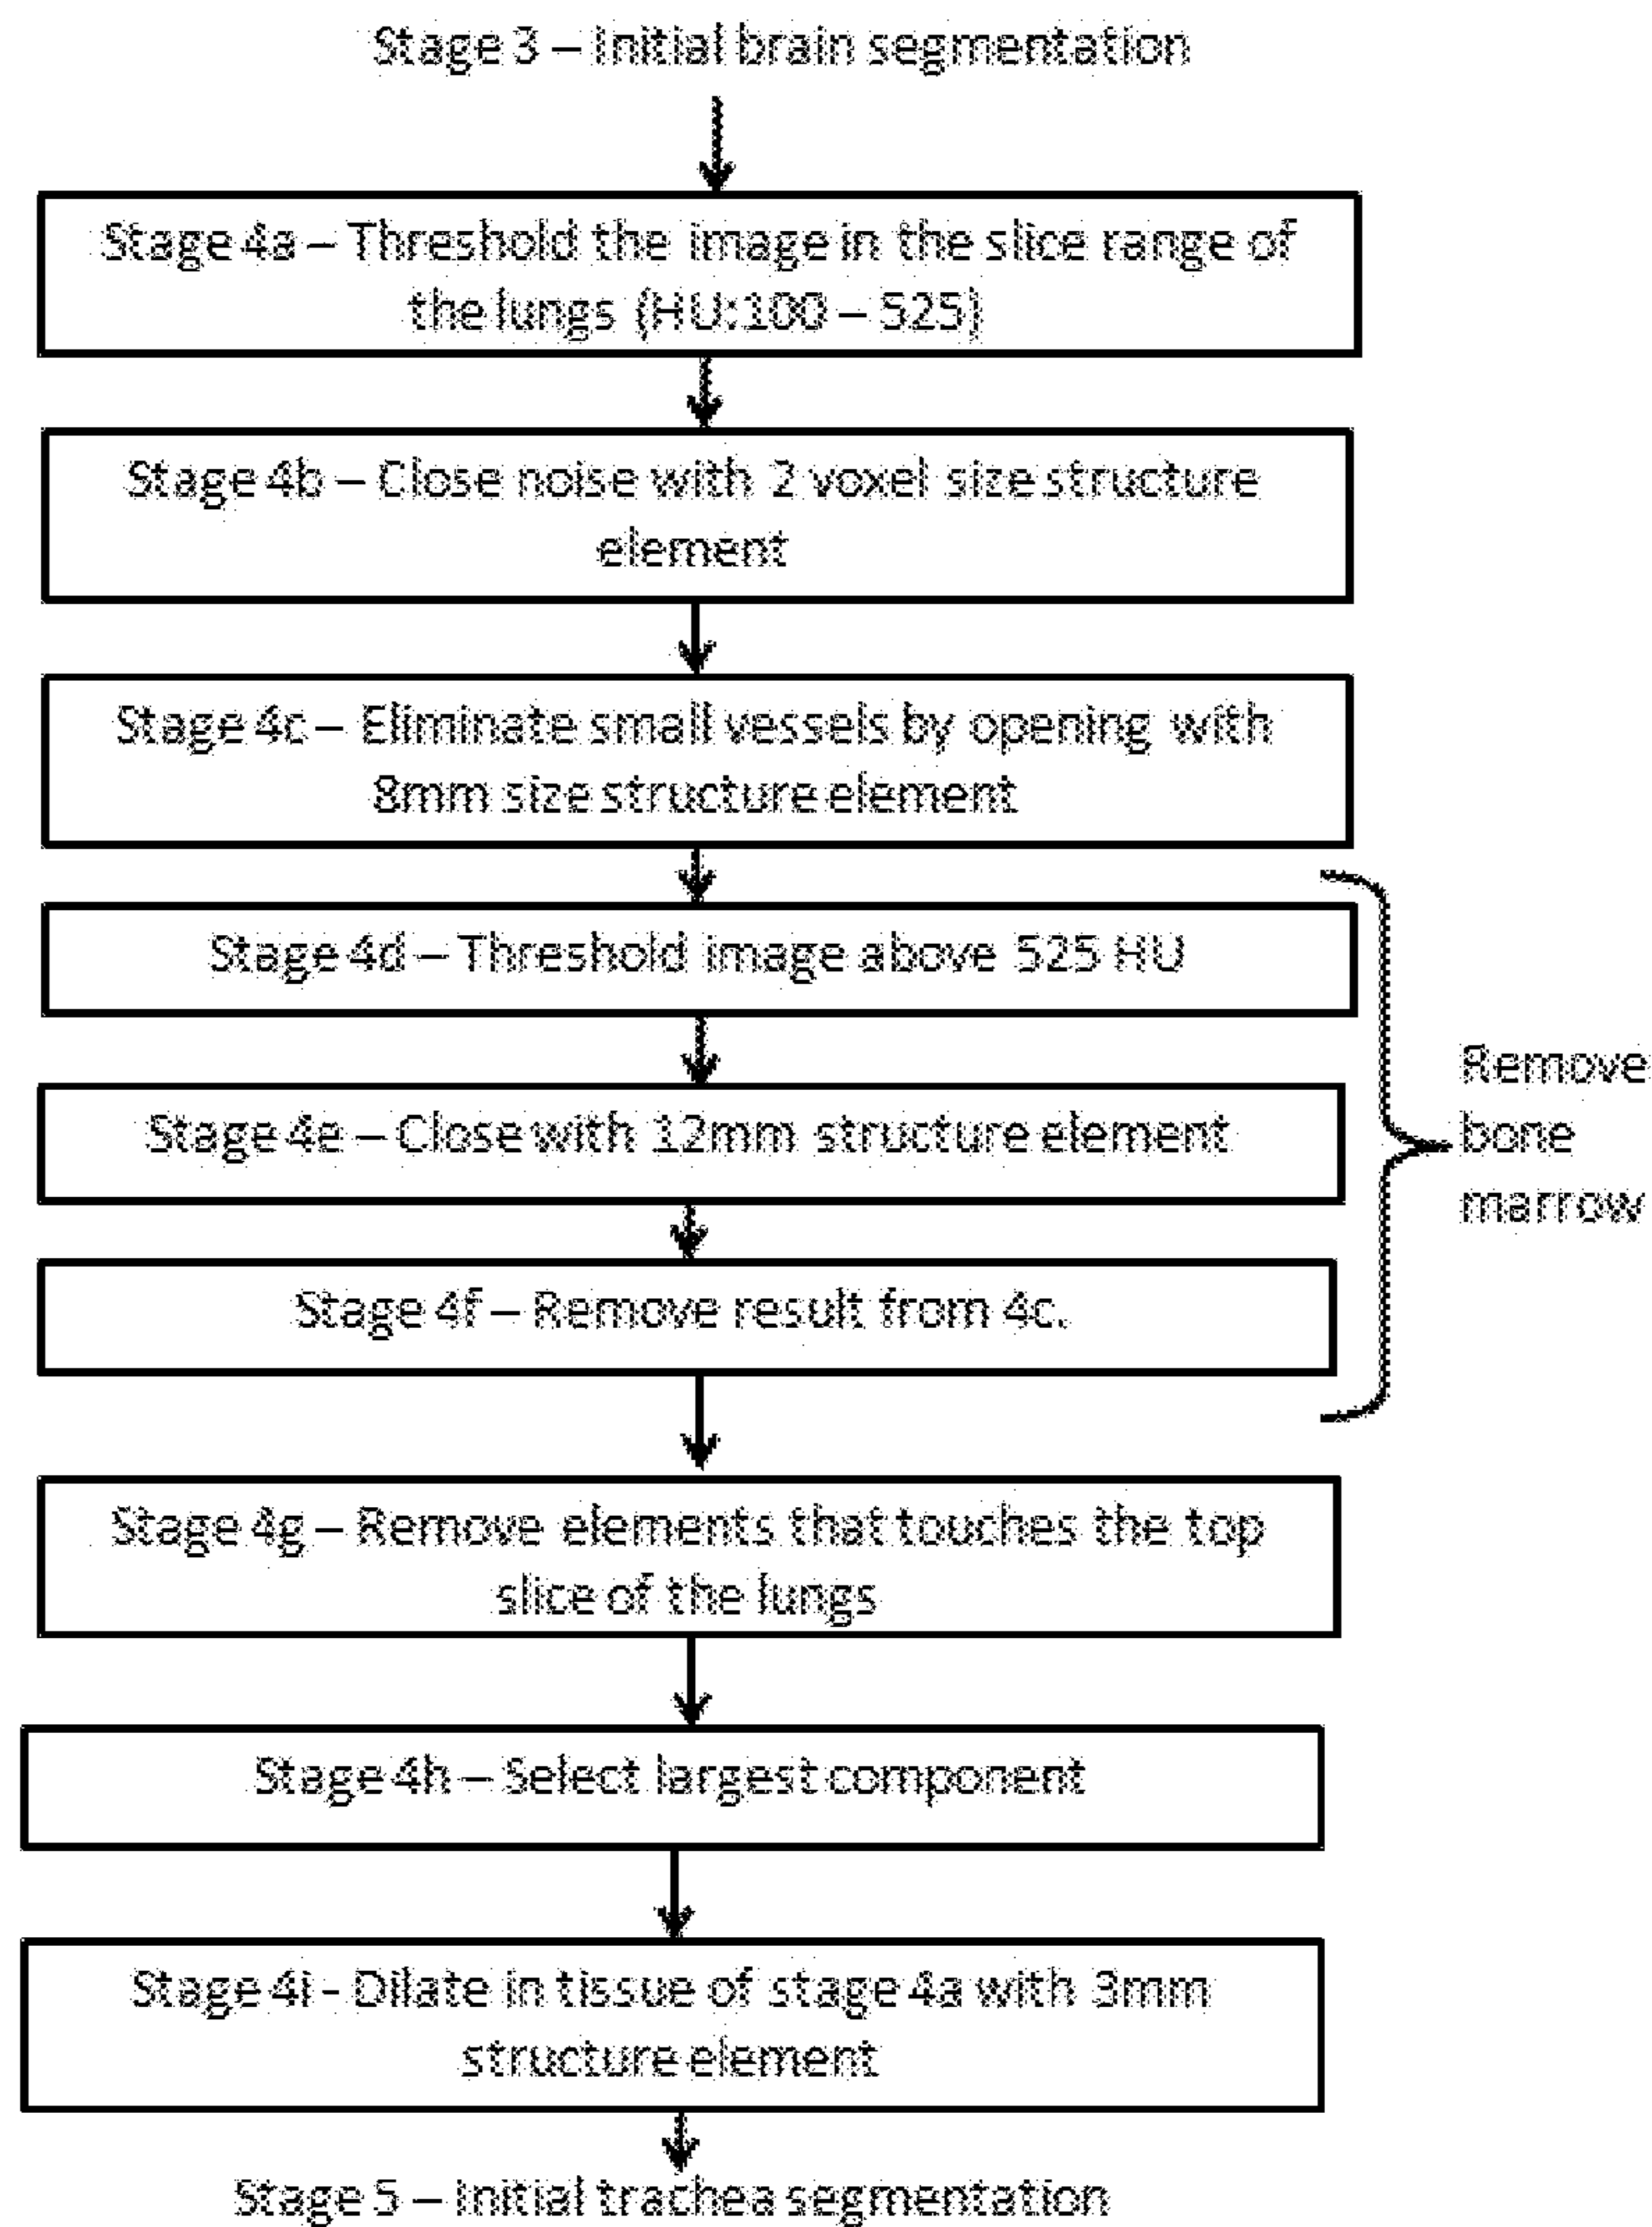 Stage 3 – Initial brain segmentation
Stage 4a – Threshold the image in the slice range of
the lungs (HU:100 – 525)
Stage 4b – Close noise with 2 voxel size structure
element
Stage 4c – Eliminate small vessels by opening with
8mm size structure element
Stage 4d – Threshold image above 525 HU
Stage 4e – Close with 12mm structure element
Stage 4f – Remove result from 4c.
Remove
bone
marrow
Stage 4g – Remove elements that touches the top
slice of the lungs
Stage 4h – Select largest component
Stage 4i - Dilate in tissue of stage 4a with 3mm
structure element
Stage 5 – Initial trachea segmentation